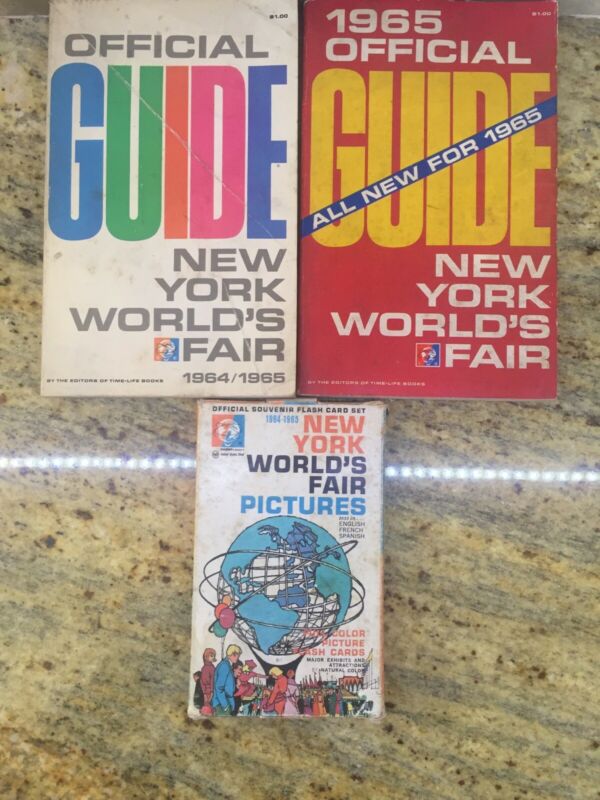 $1.00
OFFICIAL
GUIDE
NEW
YORK
WORLD'S
FAIR
BY THE EDITORS OF TIME-LIFE BOOKS
1964/1965
$1.00
1965
OFFICIAL
GUIDE
ALL NEW FOR 1965
NEW
YORK
WORLD'S
FAIR
BY THE EDITORS OF TIME-LIFE BOOKS
OFFICIAL SOUVENIR FLASH CARD SET
1964-1965
NEW
YORK
WORLD'S
FAIR
PICTURES
ENGLISH
FRENCH
SPANISH
COLOR
PICTURE
FLASH CARDS
MAJOR EXHIBITS AND
ATTRACTIONS
NATURAL COLOR